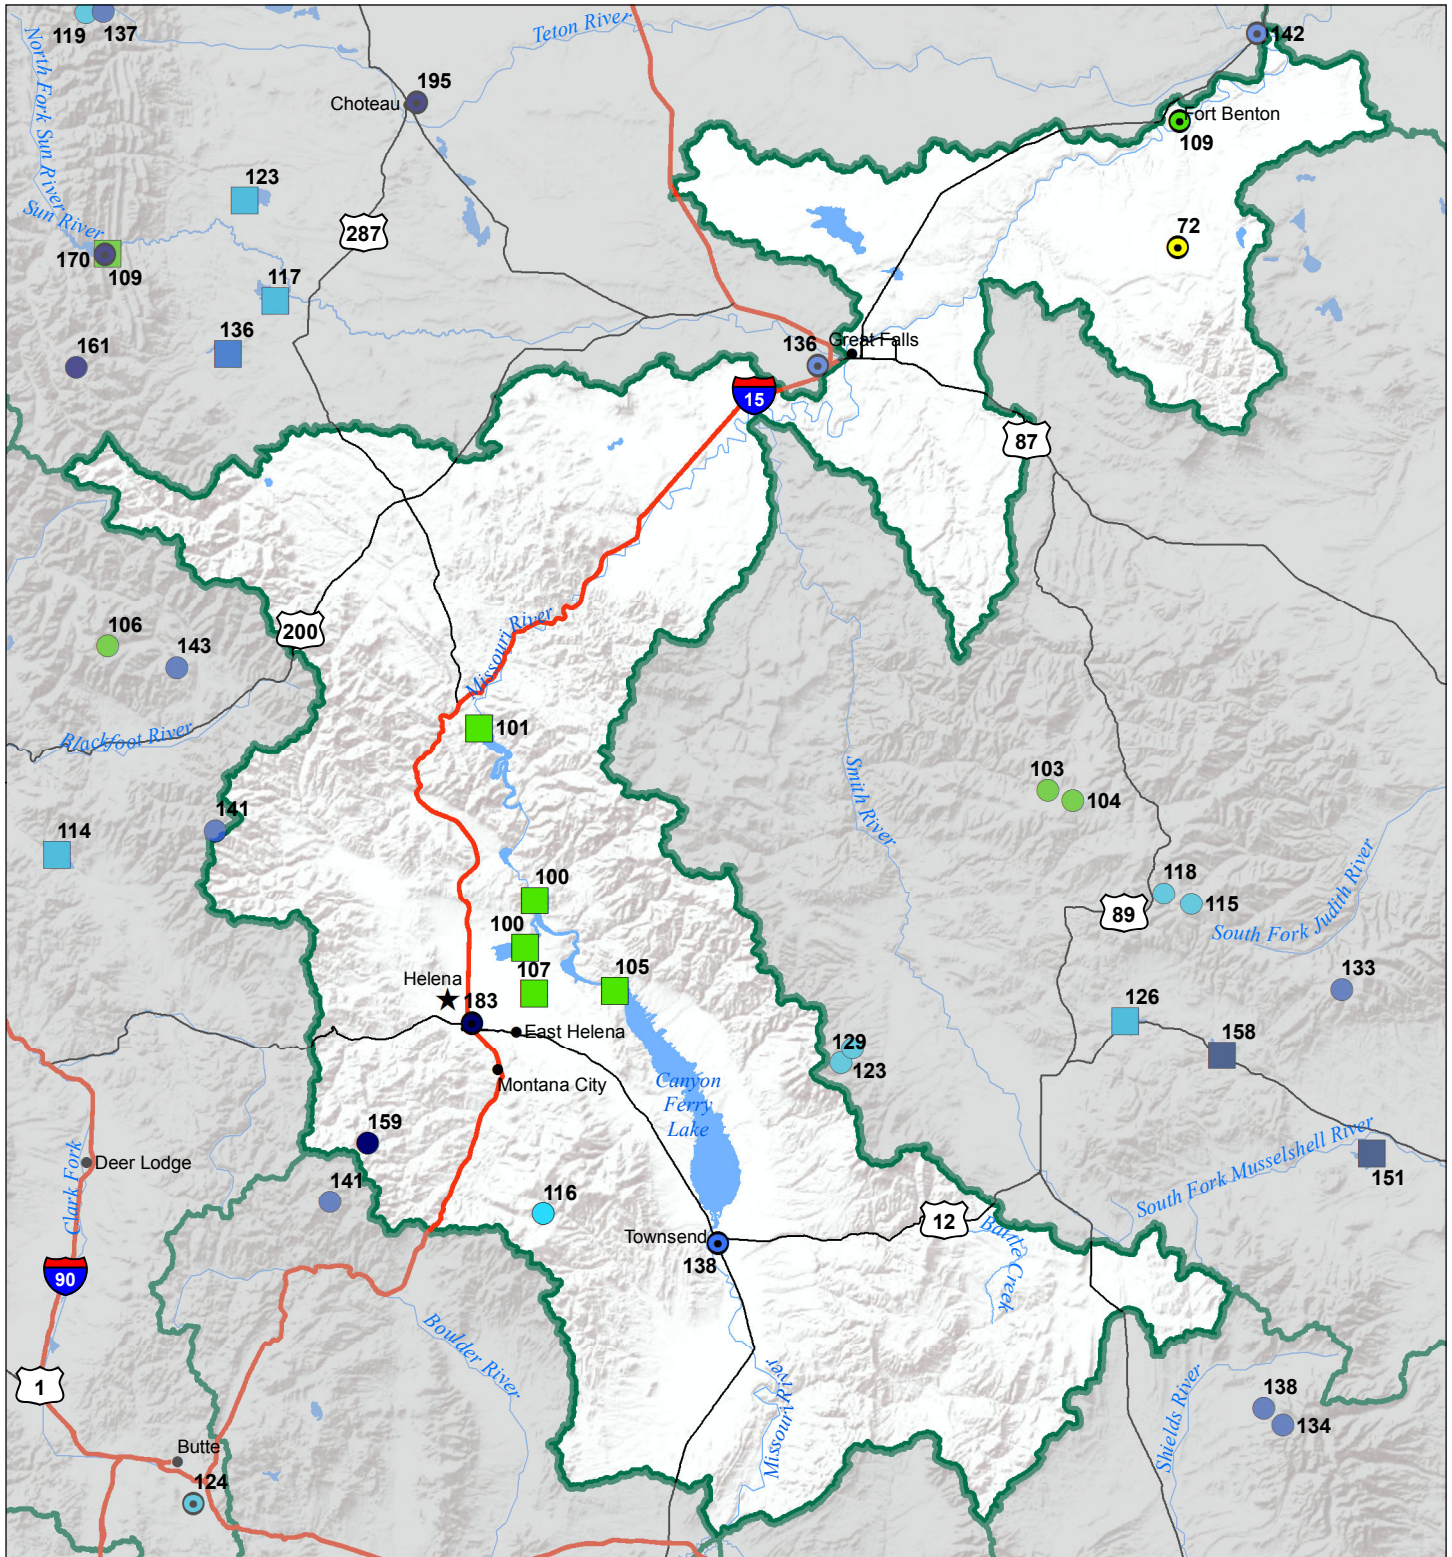 119
137
North Fork Sun River
Teton River
142
195
Choteau
Fort Benton
109
123
Sun River
287
72
170
109
117
136
161
136
Great Falls
15
87
106
143
200
Missouri River
Blackfoot River
101
Smith River
103
104
141
114
118
115
100
89
South Fork Judith River
100
107
105
Helena
183
133
126
East Helena
129
123
158
Montana City
Canyon
Ferry
Lake
159
Deer Lodge
Clark Fork
141
116
South Fork Musselshell River
151
Townsend
138
12
Battle Creek
90
Boulder River
1
Missouri River
Shields River
138
134
Butte
124